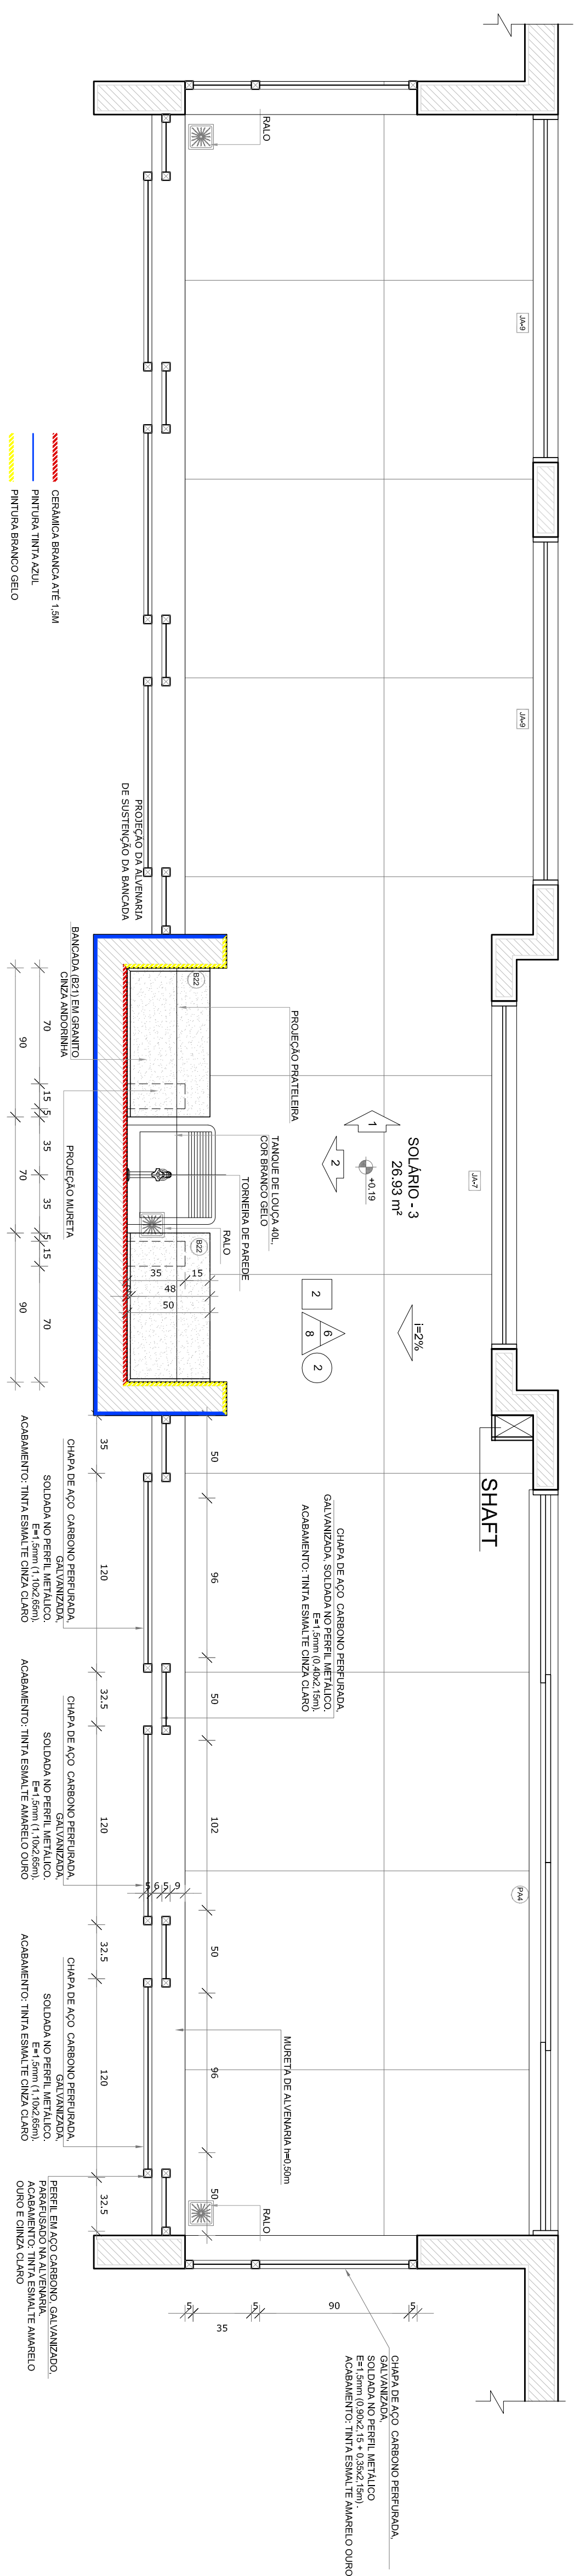 RALO
JA-9
CERÂMICA BRANCA ATÉ 1,5M
PINTURA TINTA AZUL
PINTURA BRANCO GELO
JA-9
PROJEÇÃO DA ALVENARIA
DE SUSTENÇÃO DA BANCADA
BANCADA (B21) EM GRANITO
CINZA ANDORINHA
B22
PROJEÇÃO PRATELEIRA
TANQUE DE LOUÇA 40L,
COR BRANCO GELO
TORNEIRA DE PAREDE
RALO
PROJEÇÃO MURETA
B22
35
15
48
50
70
15
5
35
35
5
15
70
90
70
90
SOLÁRIO - 3
26.93 m²
+0,19
1
2
JA-7
i=2%
2
6
8
2
SHAFT
CHAPA DE AÇO CARBONO PERFURADA,
GALVANIZADA, SOLDADA NO PERFIL METÁLICO.
E=1,5mm (0,40x2,15m).
ACABAMENTO: TINTA ESMALTE CINZA CLARO
50
96
50
102
50
96
50
35
120
32.5
120
32.5
120
32.5
CHAPA DE AÇO CARBONO PERFURADA,
GALVANIZADA,
SOLDADA NO PERFIL METÁLICO.
E=1,5mm (1,10x2,65m).
ACABAMENTO: TINTA ESMALTE CINZA CLARO
CHAPA DE AÇO CARBONO PERFURADA,
GALVANIZADA,
SOLDADA NO PERFIL METÁLICO.
E=1,5mm (1,10x2,65m).
ACABAMENTO: TINTA ESMALTE AMARELO OURO
5
6
5
9
PA4
CHAPA DE AÇO CARBONO PERFURADA,
GALVANIZADA,
SOLDADA NO PERFIL METÁLICO.
E=1,5mm (1,10x2,65m).
ACABAMENTO: TINTA ESMALTE CINZA CLARO
MURETA DE ALVENARIA h=0,50m
RALO
PERFIL EM AÇO CARBONO, GALVANIZADO,
PARAFUSADO NA ALVENARIA.
ACABAMENTO: TINTA ESMALTE AMARELO
OURO E CIINZA CLARO
5
35
5
90
5
CHAPA DE AÇO CARBONO PERFURADA,
GALVANIZADA,
SOLDADA NO PERFIL METÁLICO
E=1,5mm (0,90x2,15 + 0,35x2,15m) .
ACABAMENTO: TINTA ESMALTE AMARELO OURO